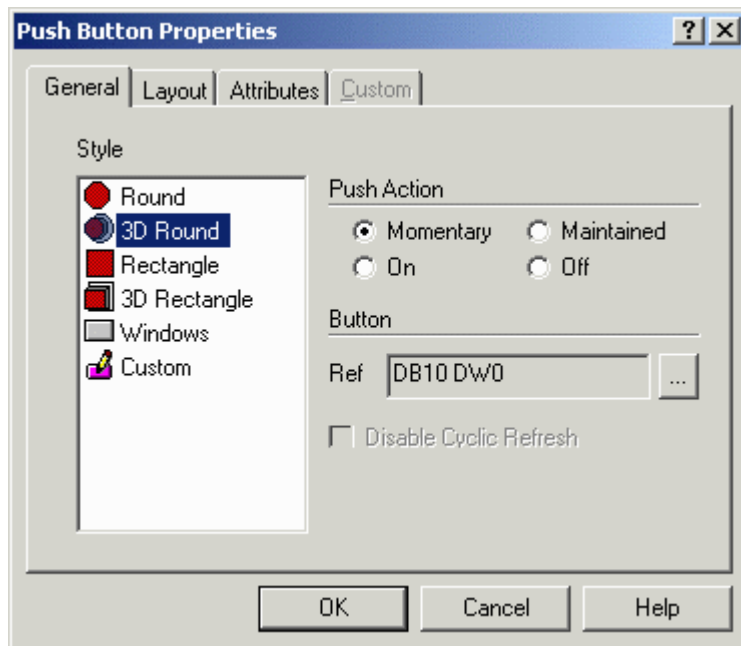 Push Button Properties
General Layout Attributes Custom
Style
Round
3D Round
Rectangle
3D Rectangle
Windows
Custom
Push Action
Momentary Maintained
On Off
Button
Ref DB10 DW0 ...
Disable Cyclic Refresh
OK Cancel Help